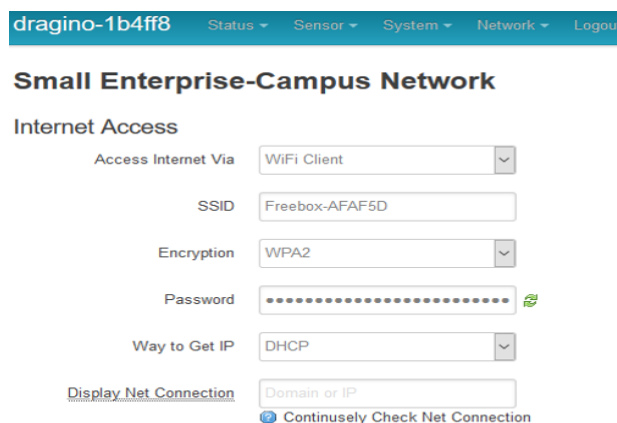 dragino-1b4ff8 Status Sensor System Network Logou
Small Enterprise-Campus Network
Internet Access
Access Internet Via WiFi Client
SSID Freebox-AFAF5D
Encryption WPA2
Password ••••••••••••••••••••••••••
Way to Get IP DHCP
Display Net Connection Domain or IP
Continusely Check Net Connection